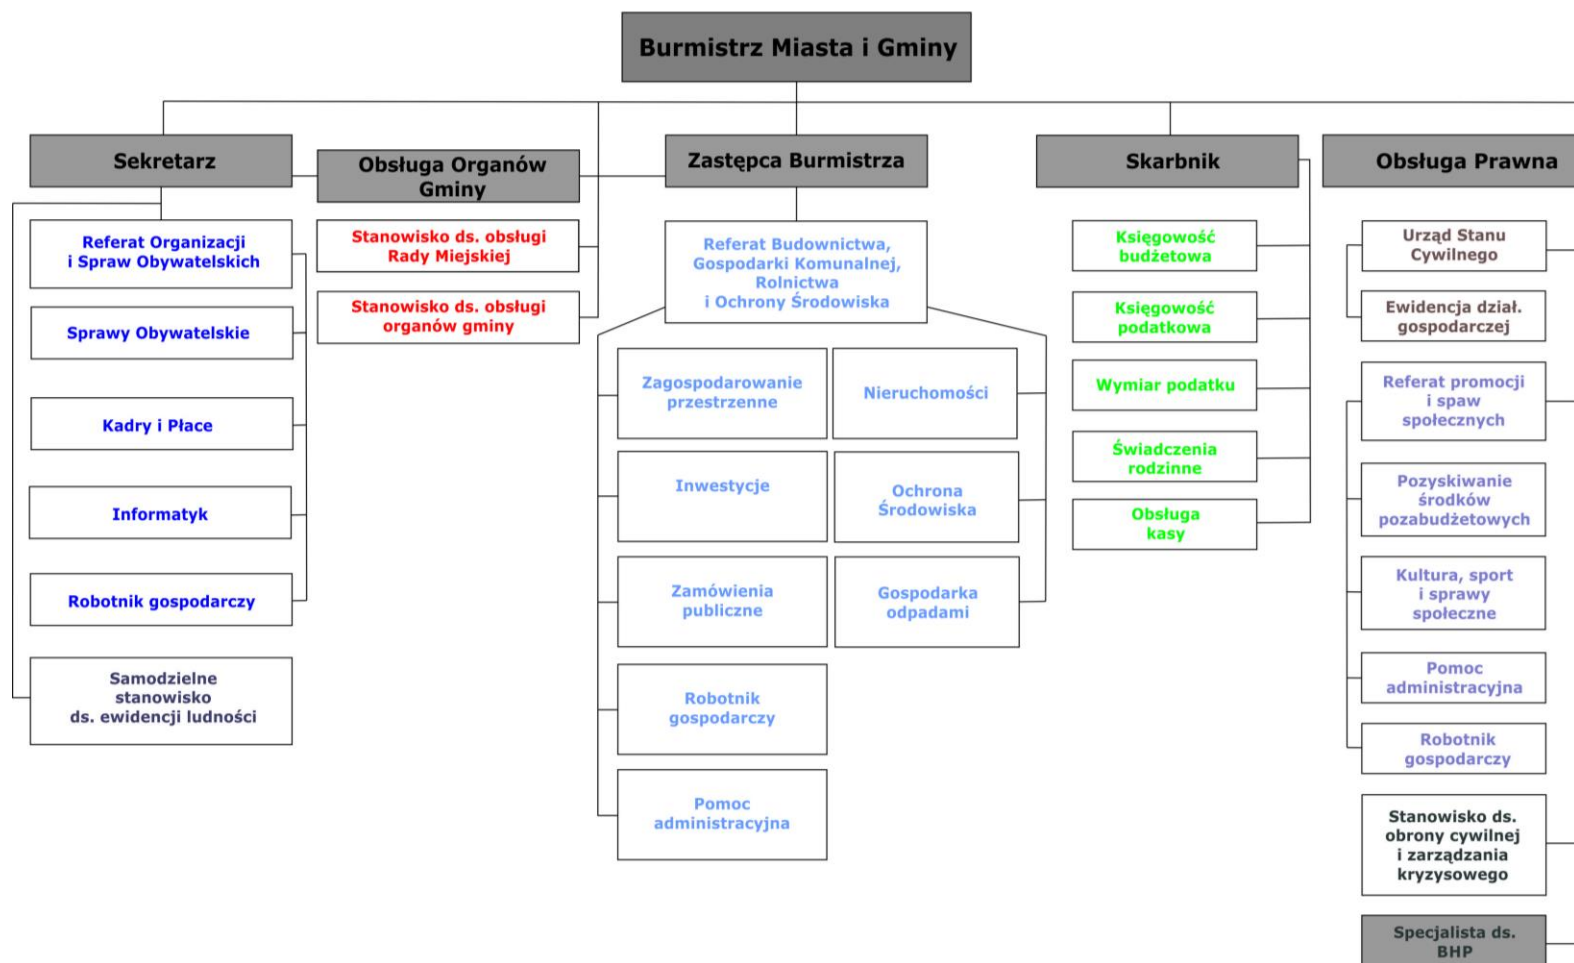 Burmistrz Miasta i Gminy
Sekretarz
Obsługa Organów
Gminy
Zastępca Burmistrza
Skarbnik
Obsługa Prawna
Referat Organizacji
i Spraw Obywatelskich
Sprawy Obywatelskie
Kadry i Płace
Informatyk
Robotnik gospodarczy
Samodzielne
stanowisko
ds. ewidencji ludności
Stanowisko ds. obsługi
Rady Miejskiej
Stanowisko ds. obsługi
organów gminy
Referat Budownictwa,
Gospodarki Komunalnej,
Rolnictwa
i Ochrony Środowiska
Zagospodarowanie
przestrzenne
Nieruchomości
Inwestycje
Ochrona
Środowiska
Zamówienia
publiczne
Gospodarka
odpadami
Robotnik
gospodarczy
Pomoc
administracyjna
Księgowość
budżetowa
Księgowość
podatkowa
Wymiar podatku
Świadczenia
rodzinne
Obsługa
kasy
Urząd Stanu
Cywilnego
Ewidencja dział.
gospodarczej
Referat promocji
i spaw
społecznych
Pozyskiwanie
środków
pozabudżetowych
Kultura, sport
i sprawy
społeczne
Pomoc
administracyjna
Robotnik
gospodarczy
Stanowisko ds.
obrony cywilnej
i zarządzania
kryzysowego
Specjalista ds.
BHP